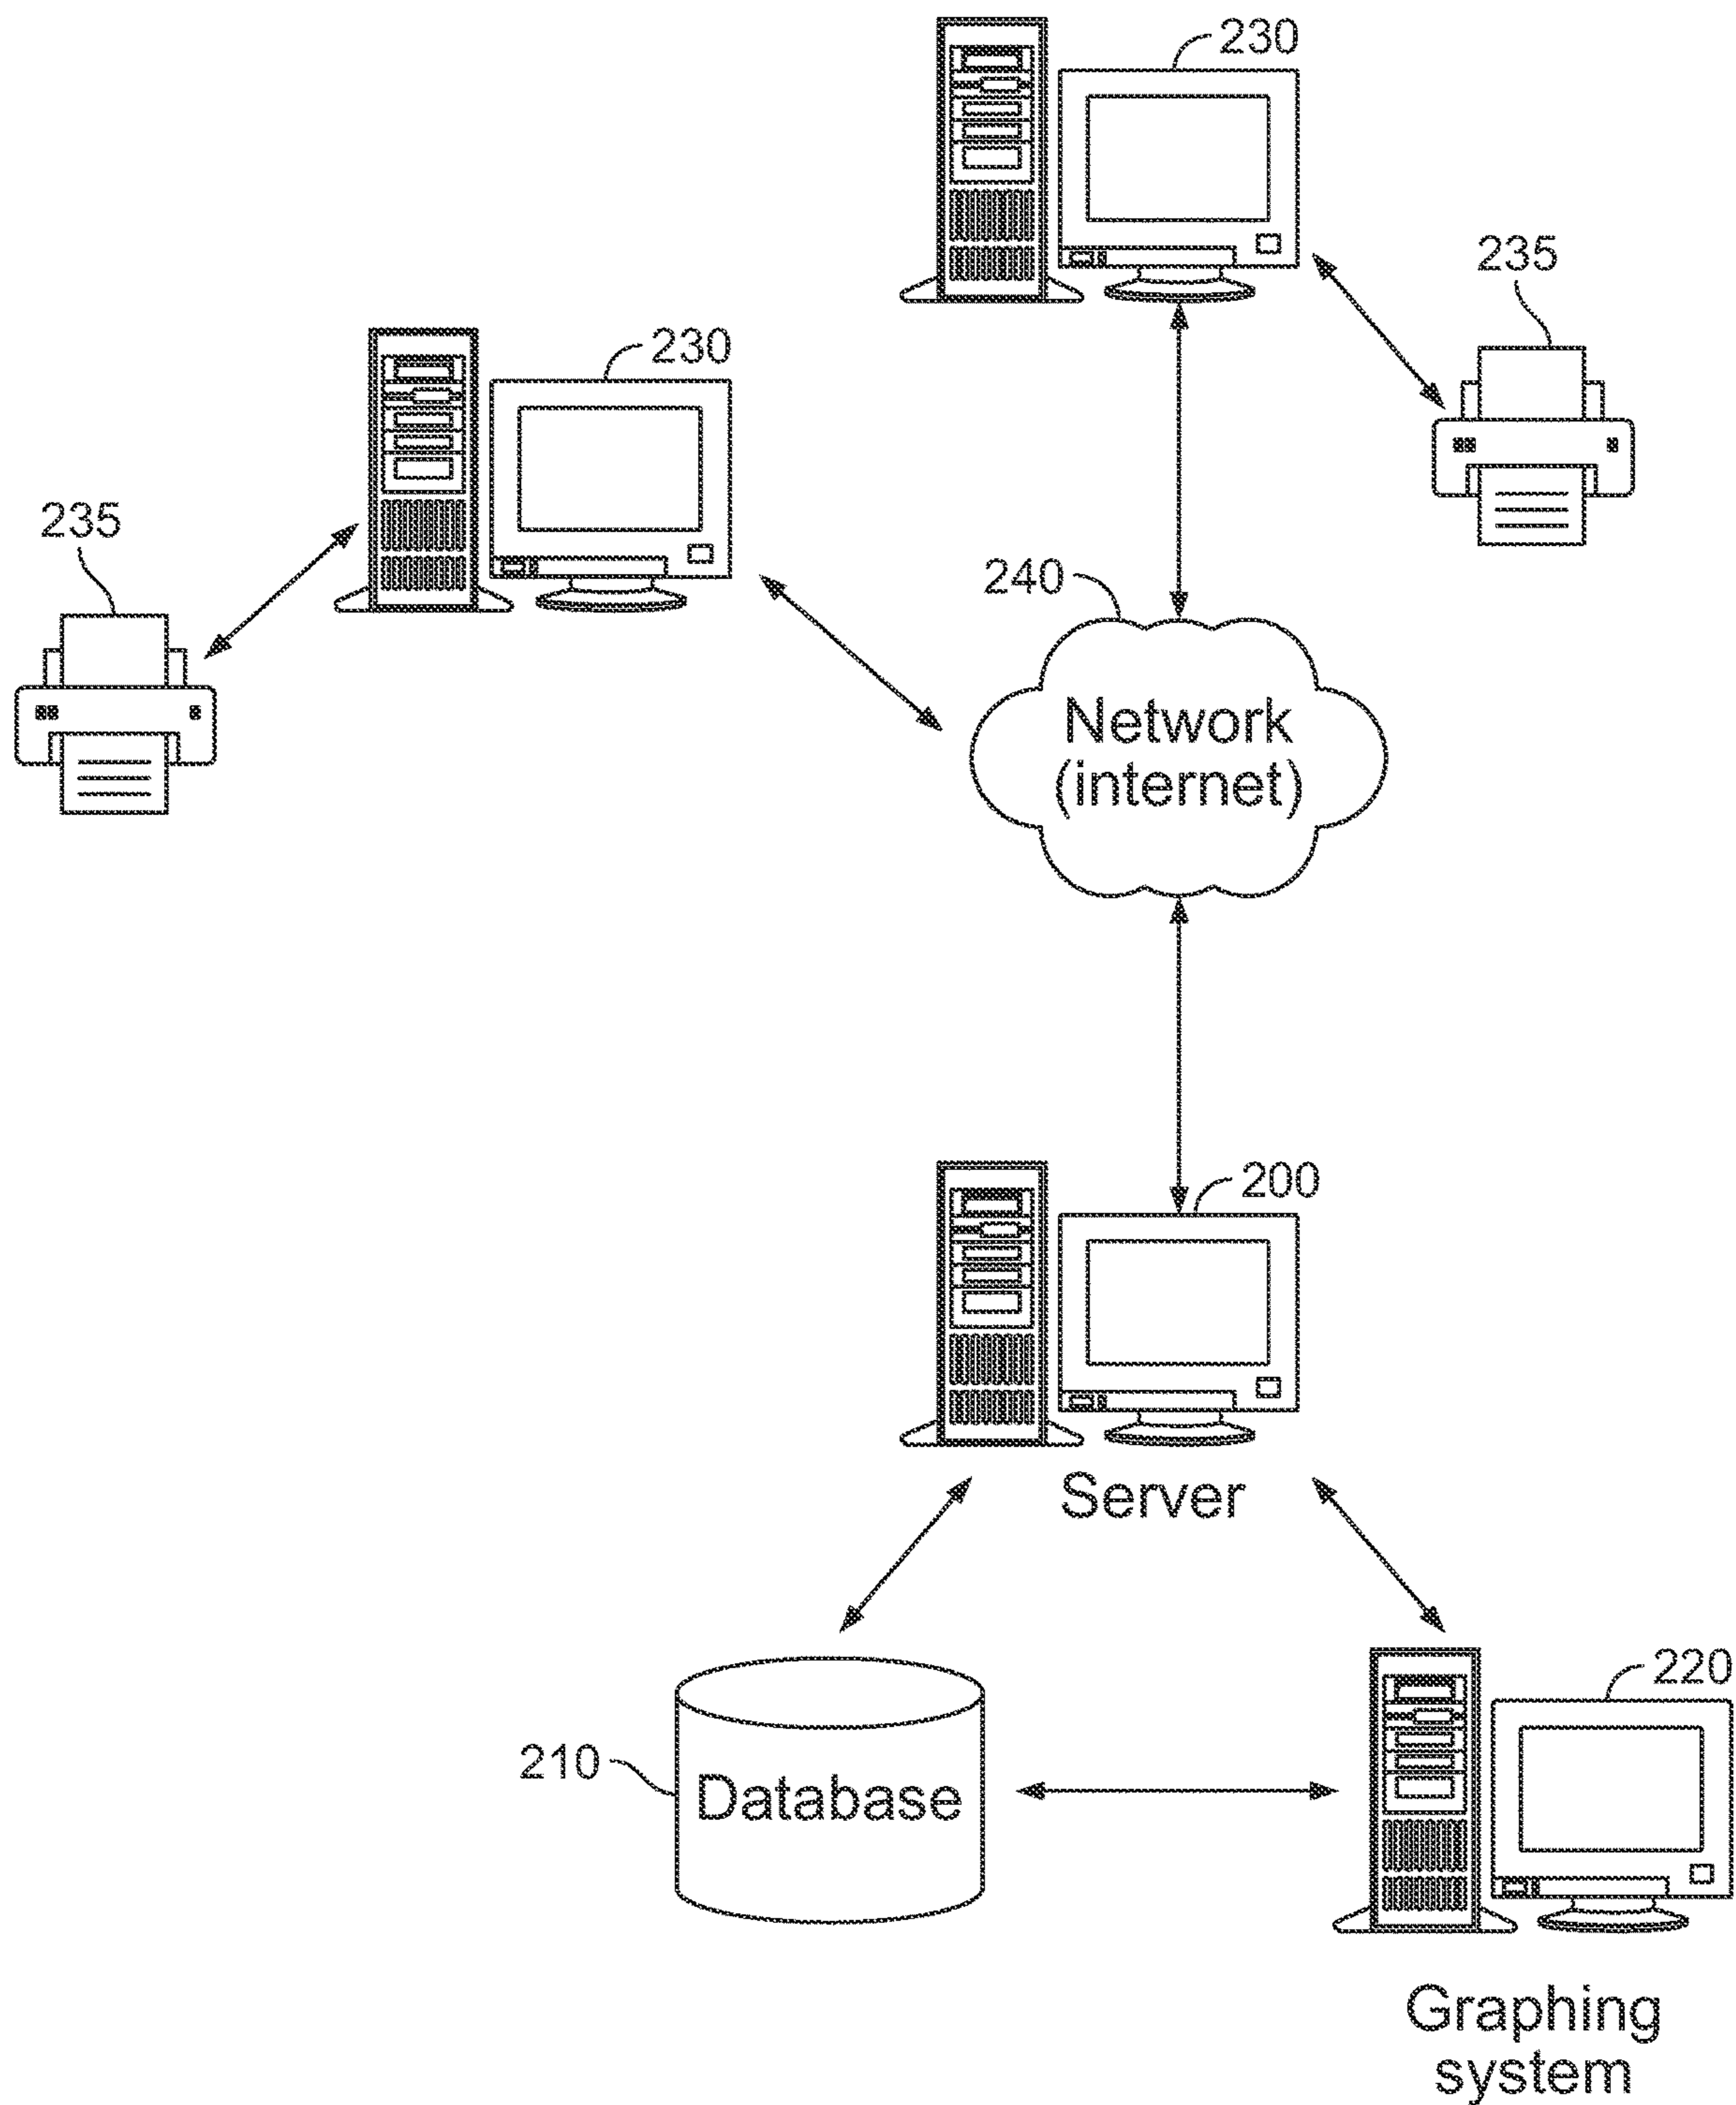 230
235
230
235
240
Network
(internet)
200
Server
220
210
Database
Graphing
system